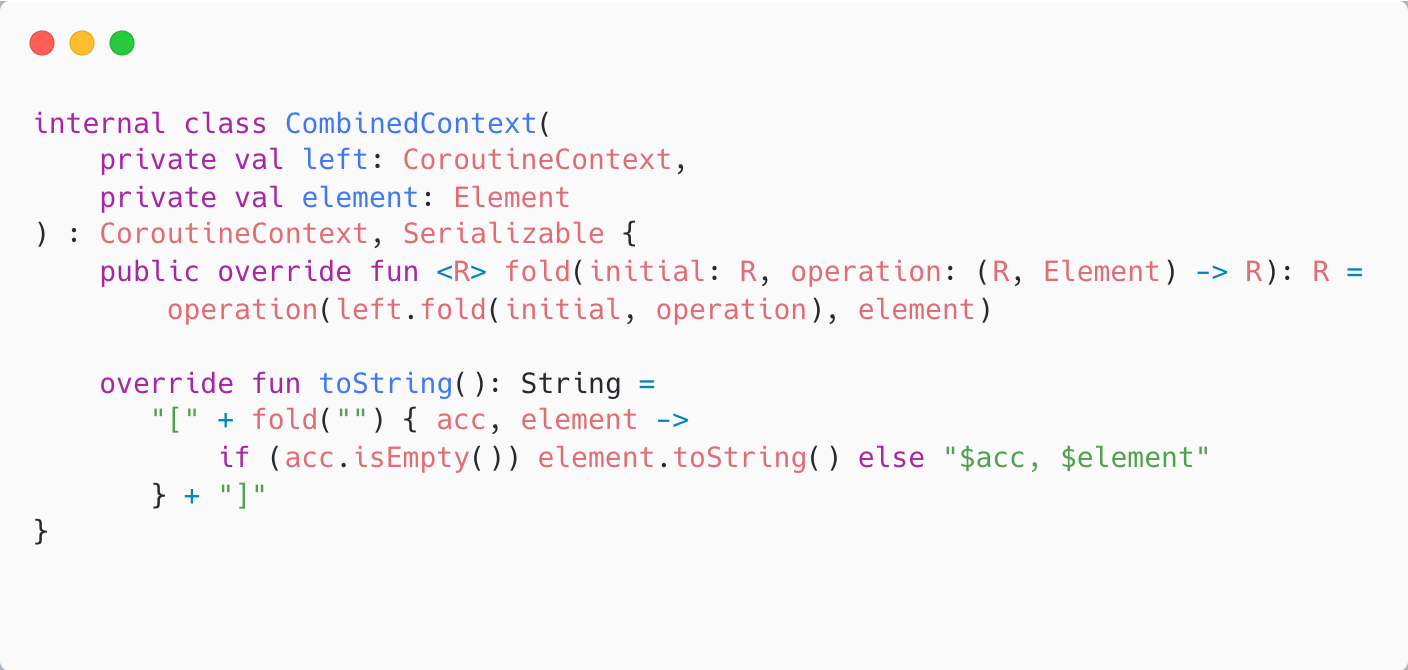 internal class CombinedContext(
    private val left: CoroutineContext,
    private val element: Element
) : CoroutineContext, Serializable {
    public override fun <R> fold(initial: R, operation: (R, Element) -> R): R =
        operation(left.fold(initial, operation), element)

    override fun toString(): String =
       "[" + fold("") { acc, element ->
           if (acc.isEmpty()) element.toString() else "$acc, $element"
       } + "]"
}